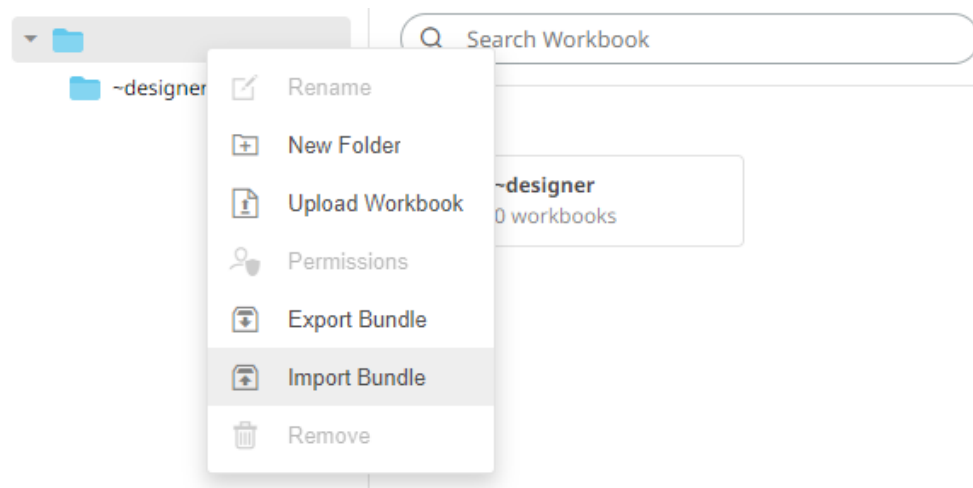 Search Workbook
~designer
Rename
New Folder
Upload Workbook
Permissions
Export Bundle
Import Bundle
Remove
~designer
0 workbooks